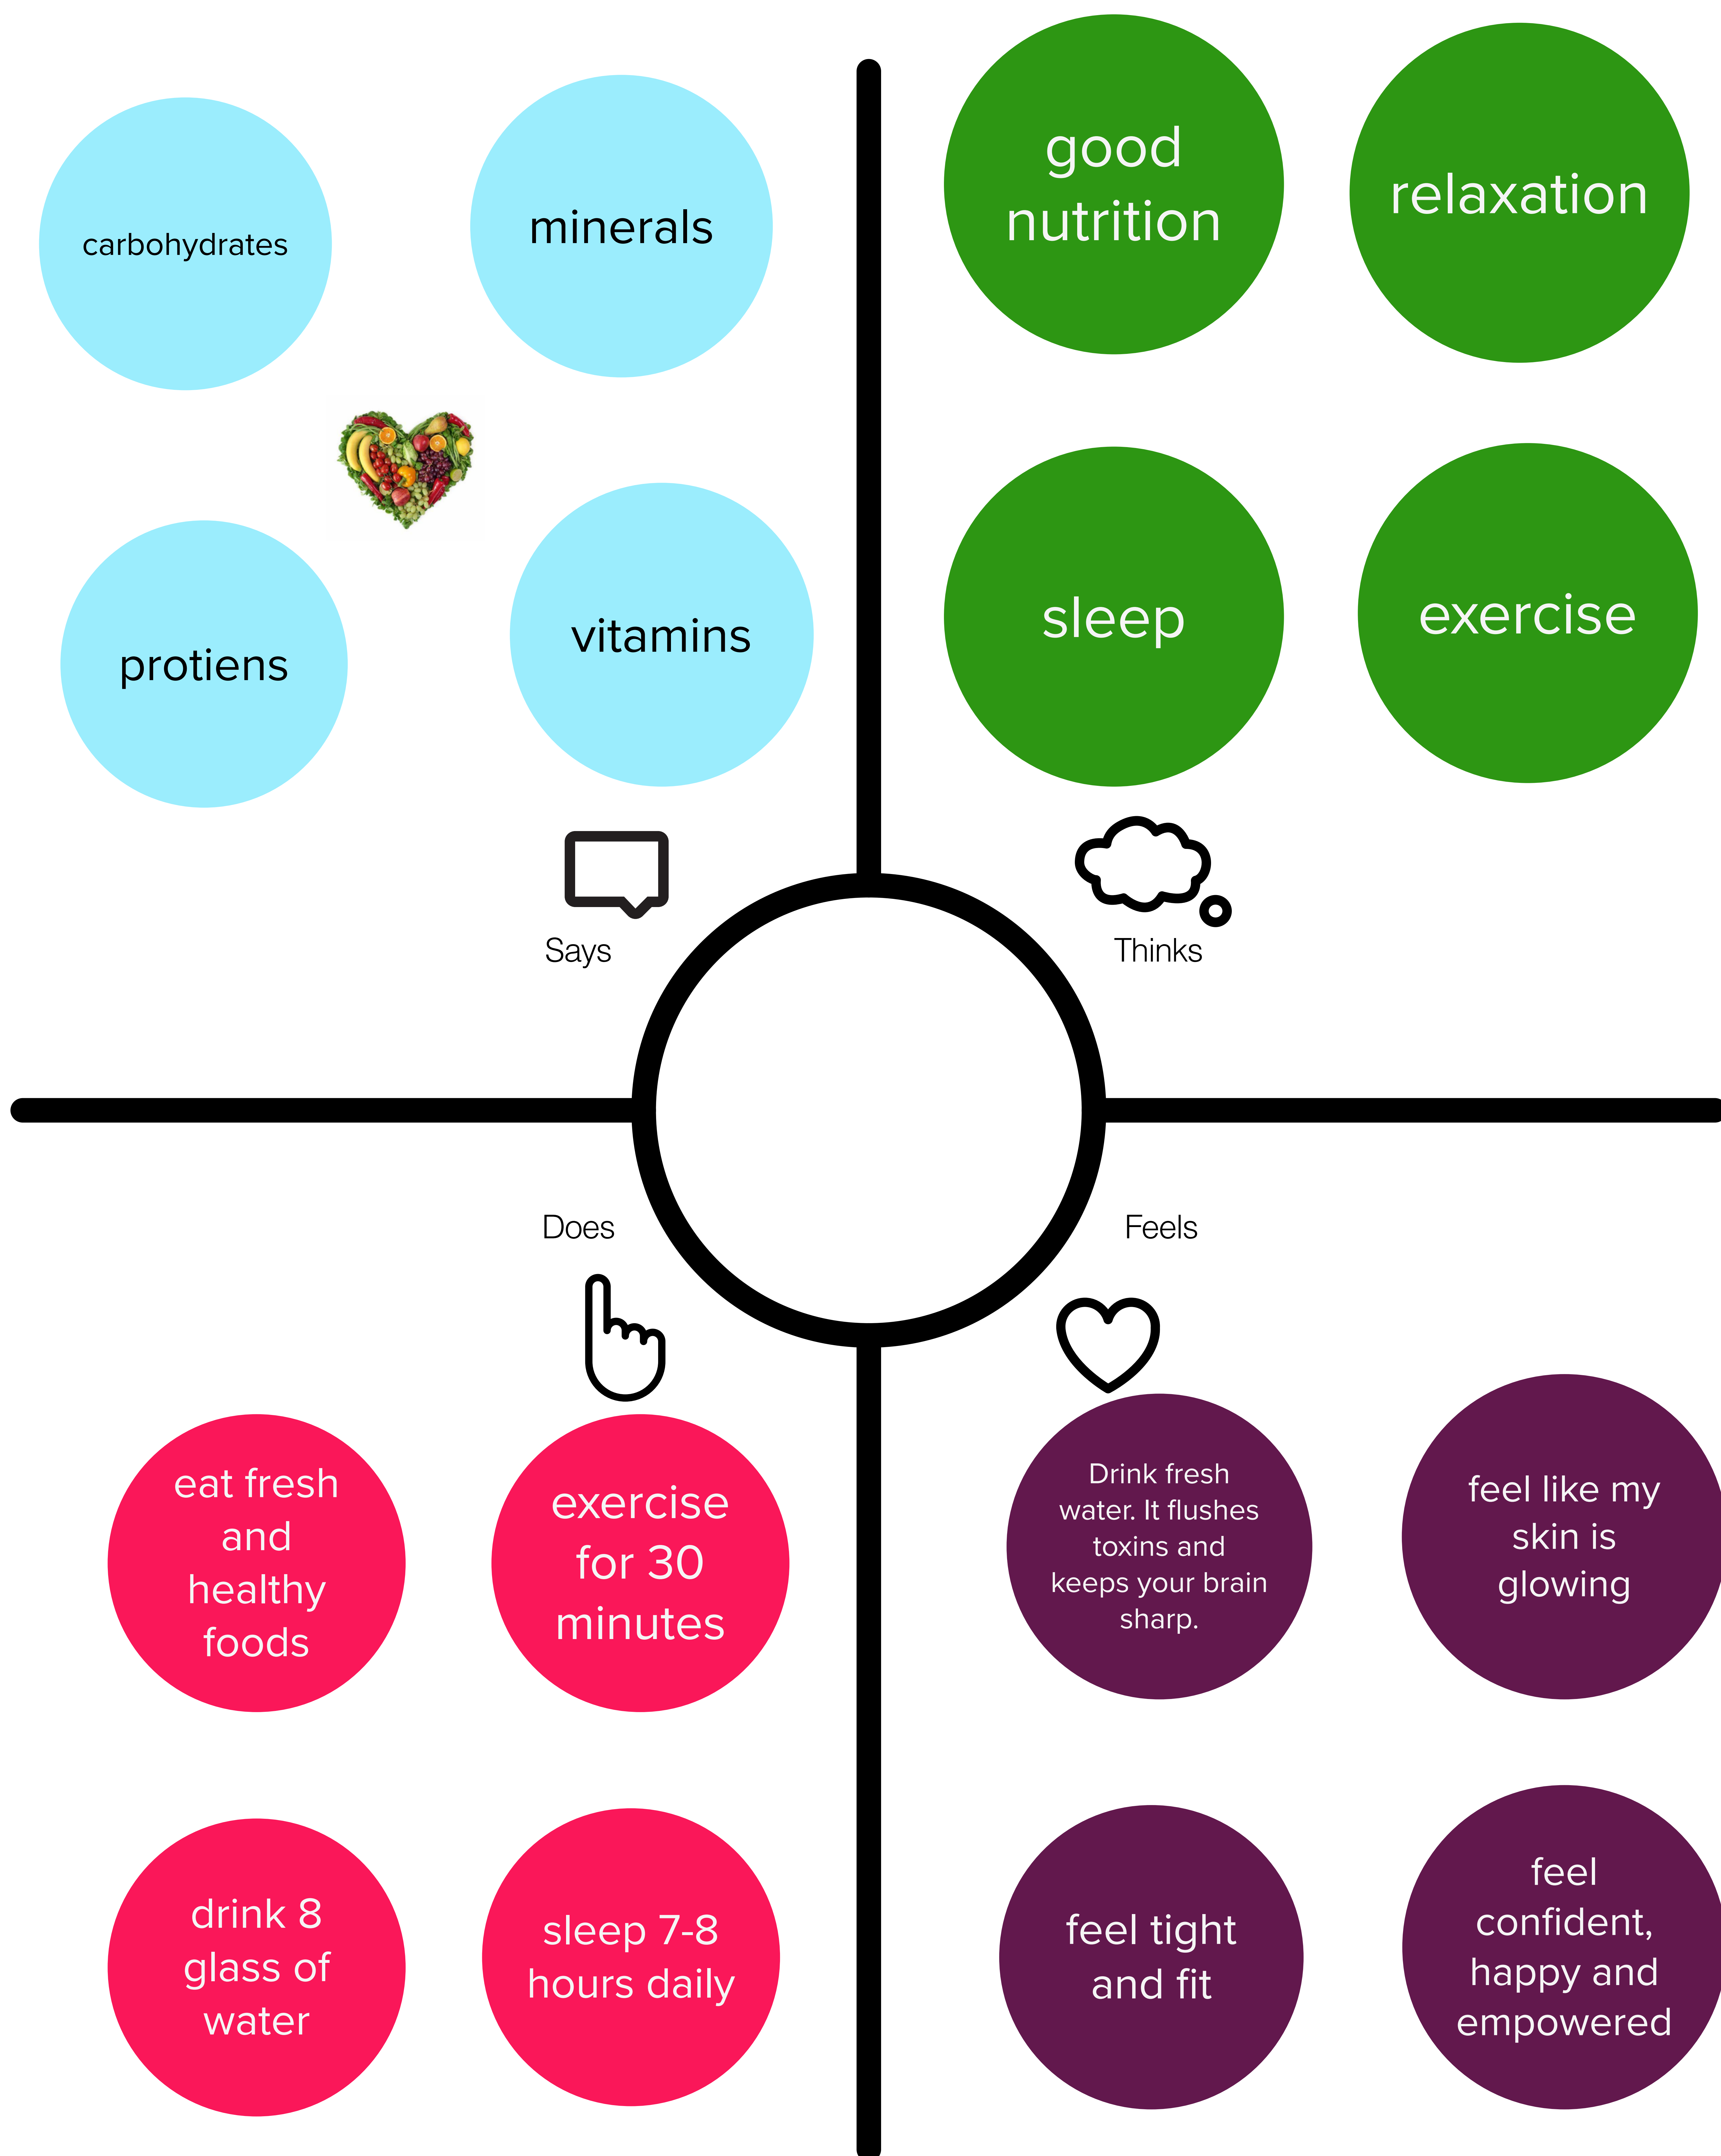 carbohydrates
minerals
protiens
vitamins
Says
good
nutrition
relaxation
sleep
exercise
Thinks
Does
eat fresh
and
healthy
foods
exercise
for 30
minutes
drink 8
glass of
water
sleep 7-8
hours daily
Feels
Drink fresh
water. It flushes
toxins and
keeps your brain
sharp.
feel like my
skin is
glowing
feel tight
and fit
feel
confident,
happy and
empowered